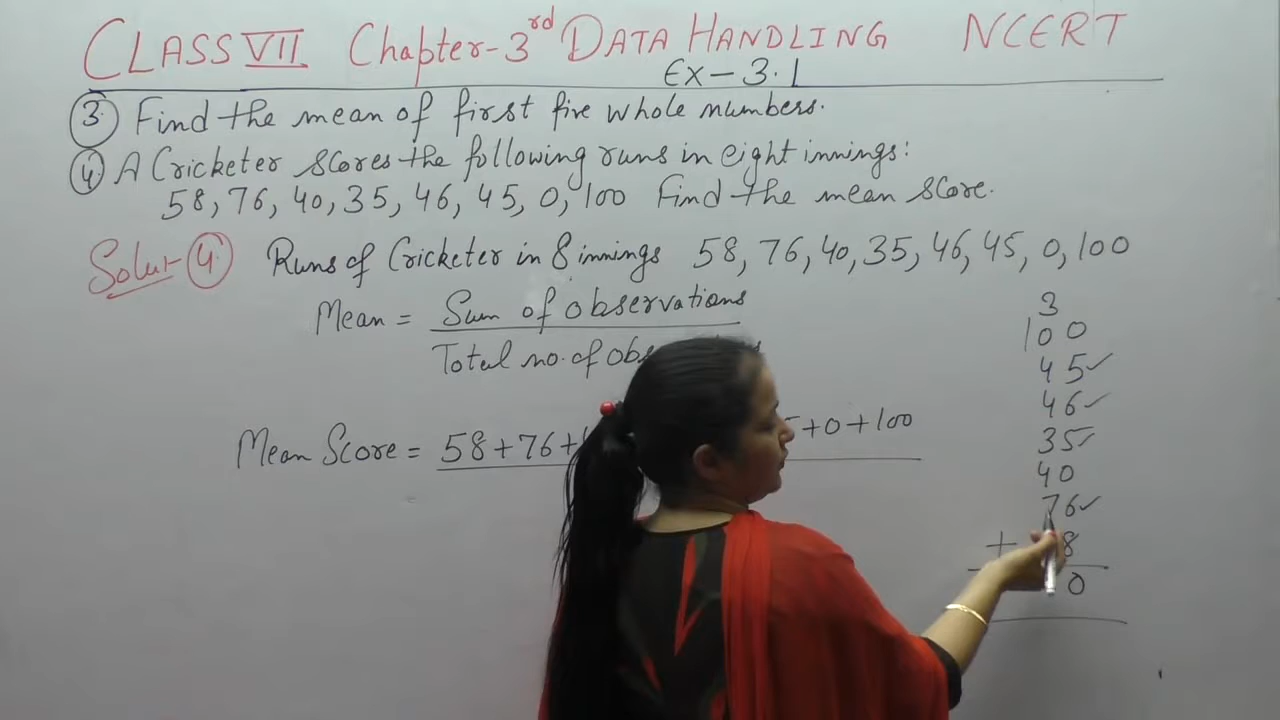 CLASS VII Chapter-3rd DATA HANDLING NCERT
Ex-3.1
3. Find the mean of first five whole numbers.
4. A Cricketer scores the following runs in eight innings:
58, 76, 40, 35, 46, 45, 0, 100 Find the mean score.
Solut- 4 Runs of Cricketer in 8 innings 58, 76, 40, 35, 46, 45, 0, 100
Mean = Sum of observations
Total no. of
Mean Score = 58+76+ +0+100
3
100
45✓
46✓
35✓
40
76✓
+ 8
0